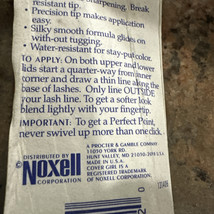 sharpening. Break
resistant tip.
• Precision tip makes application
easy.
• Silky smooth formula glides on
with-out tugging.
• Water-resistant for stay-put color.
TO APPLY: On both upper and lower
lids start a quarter-way from inner
corner and draw a thin line along the
base of lashes. Only line OUTSIDE
your lash line. To get a softer look
blend lightly with your fingertip.
IMPORTANT: To get a Perfect Point,
never swivel up more than one click.
A PROCTER & GAMBLE COMPANY
11050 YORK RD.
HUNT VALLEY, MD 21030-2098 USA
MADE IN U.S.A.
COVER GIRL IS A
REGISTERED TRADEMARK
OF NOXELL CORPORATION.
DISTRIBUTED BY
©Noxell
CORPORATION
2 0